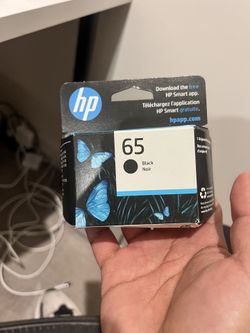 Download the free
HP Smart app.
Téléchargez l'application
HP Smart gratuite.
hpapp.com
hp
65
Black
Noir